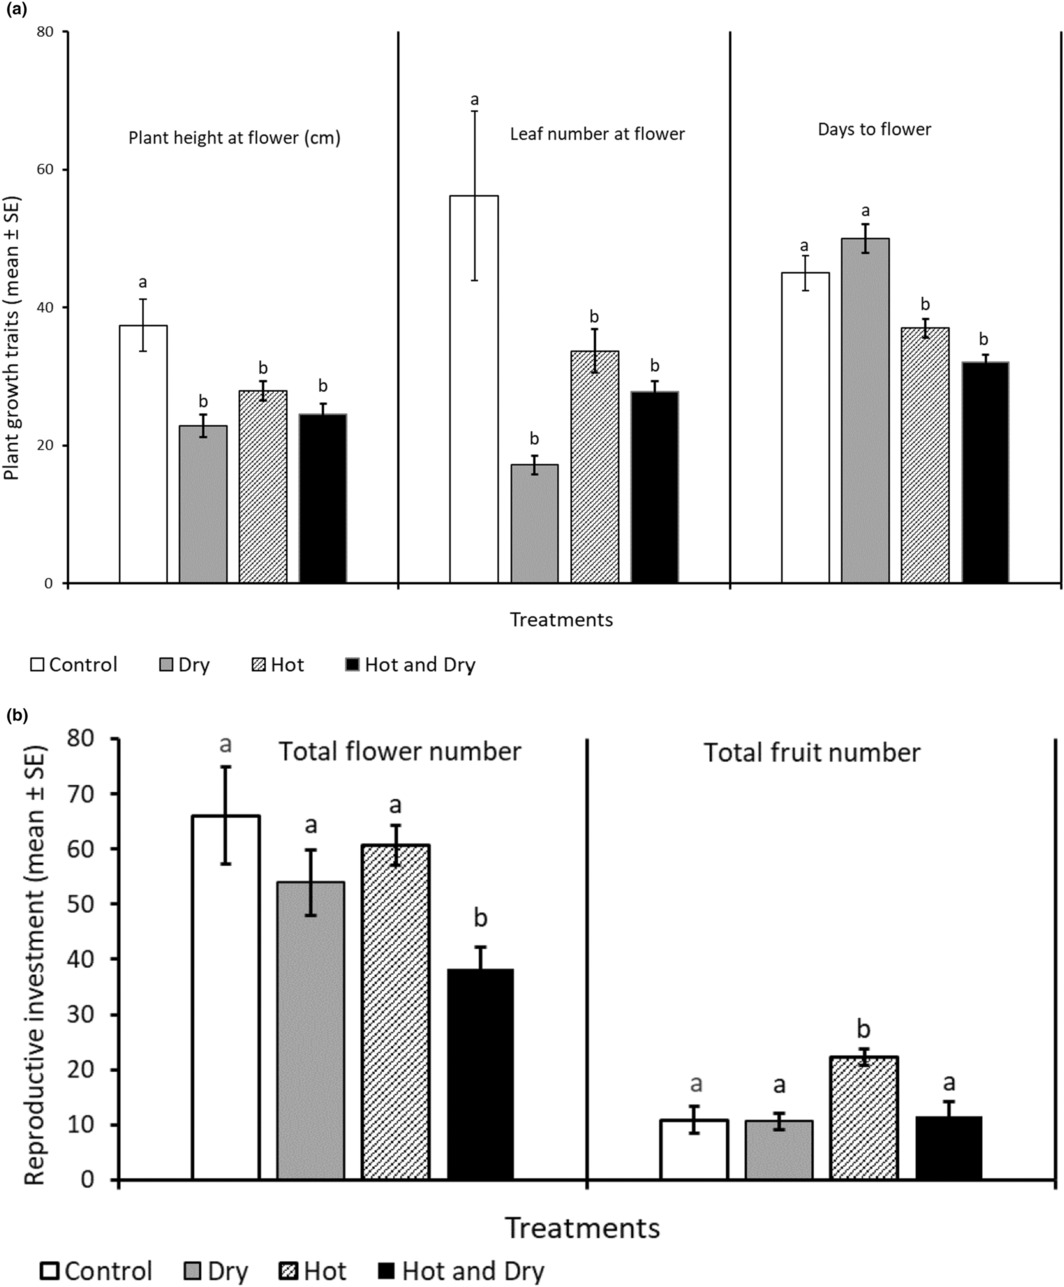 (a)
80
60
40
20
0
Plant growth traits (mean ± SE)
Plant height at flower (cm)
a
b
b
b
Leaf number at flower
a
b
b
b
Days to flower
a
a
b
b
Treatments
Control Dry Hot Hot and Dry
(b)
80
70
60
50
40
30
20
10
0
Reproductive investment (mean ± SE)
Total flower number
a
a
a
b
Total fruit number
a
a
b
a
Treatments
Control Dry Hot Hot and Dry